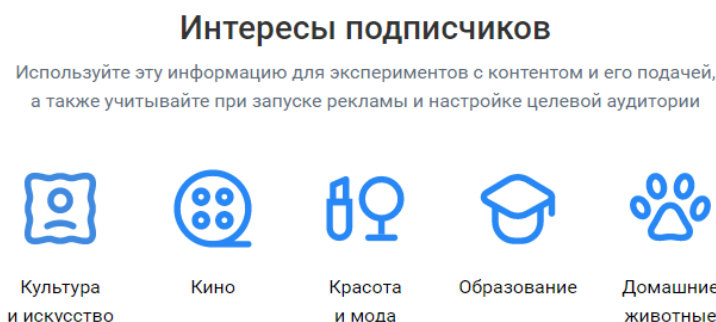 Интересы подписчиков
Используйте эту информацию для экспериментов с контентом и его подачей,
а также учитывайте при запуске рекламы и настройке целевой аудитории
Культура
и искусство
Кино
Красота
и мода
Образование
Домашние
животные